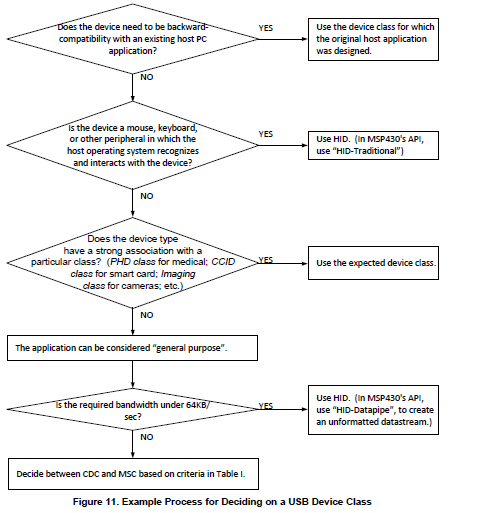 Does the device need to be backward-
compatibility with an existing host PC
application?
YES
Use the device class for which
the original host application
was designed.
NO
Is the device a mouse, keyboard,
or other peripheral in which the
host operating system recognizes
and interacts with the device?
YES
Use HID. (In MSP430's API,
use "HID-Traditional")
NO
Does the device type
have a strong association with a
particular class? (PHD class for medical; CCID
class for smart card; Imaging
class for cameras; etc.)
YES
Use the expected device class.
NO
The application can be considered "general purpose".
Is the required bandwidth under 64KB/
sec?
YES
Use HID. (In MSP430's API,
use "HID-Datapipe", to create
an unformatted datastream.)
NO
Decide between CDC and MSC based on criteria in Table I.
Figure 11. Example Process for Deciding on a USB Device Class